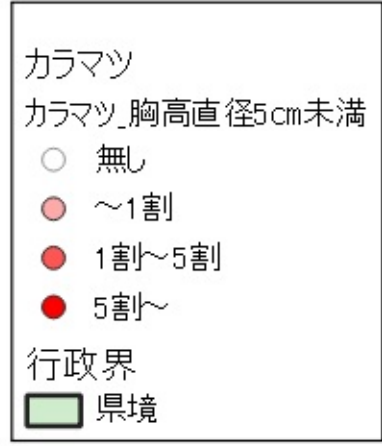 カラマツ
カラマツ_胸高直径5cm未満
無し
～1割
1割～5割
5割～
行政界
県境